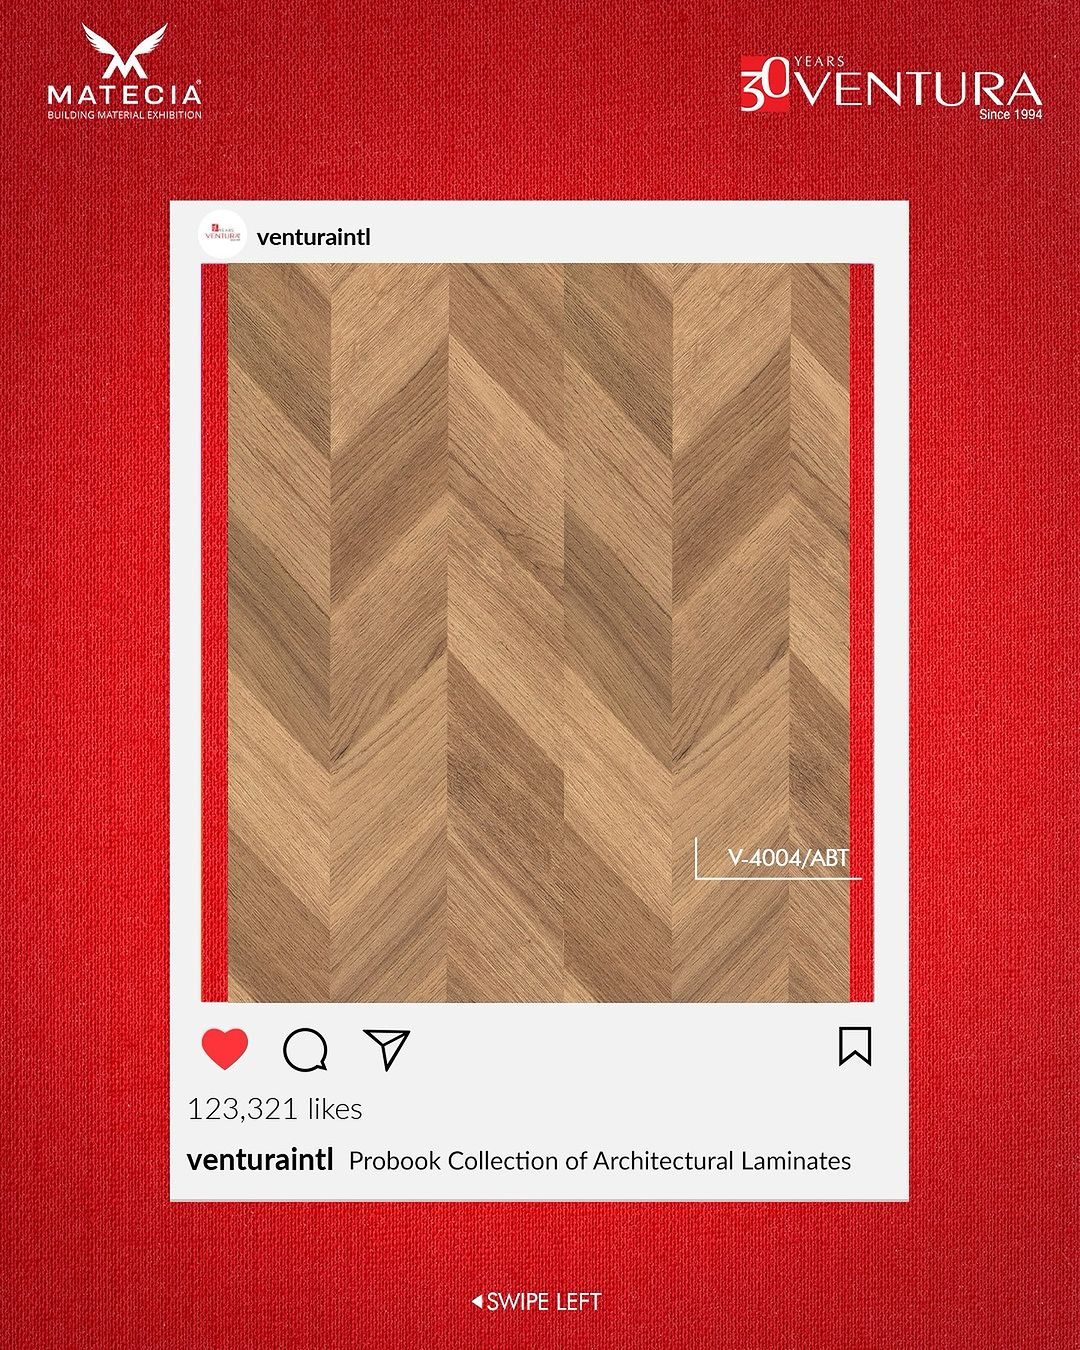 MATECIA
BUILDING MATERIAL EXHIBITION
30 YEARS
VENTURA
Since 1994
venturaintl
V-4004/ABT
123,321 likes
venturaintl Probook Collection of Architectural Laminates
SWIPE LEFT